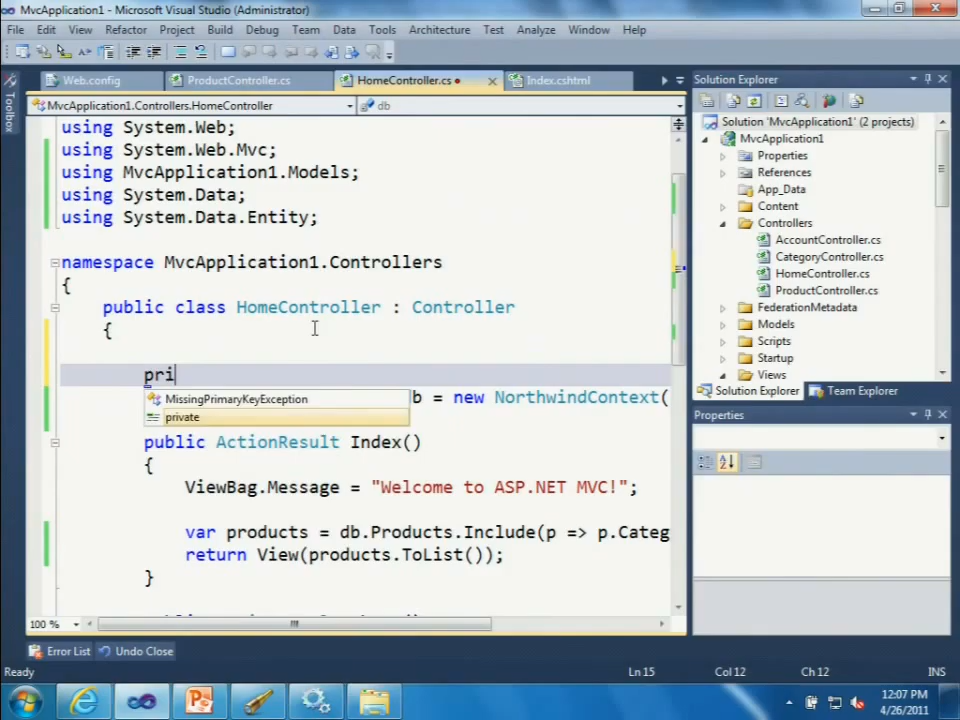 MvcApplication1 - Microsoft Visual Studio (Administrator)
File Edit View Refactor Project Build Debug Team Data Tools Architecture Test Analyze Window Help
Web.config ProductController.cs HomeController.cs Index.cshtml
Solution Explorer
MvcApplication1.Controllers.HomeController db
Toolbox
using System.Web;
using System.Web.Mvc;
using MvcApplication1.Models;
using System.Data;
using System.Data.Entity;
namespace MvcApplication1.Controllers
{
public class HomeController : Controller
{
pri
MissingPrimaryKeyException
private
b = new NorthwindContext(
public ActionResult Index()
{
ViewBag.Message = "Welcome to ASP.NET MVC!";
var products = db.Products.Include(p => p.Categ
return View(products.ToList());
}
100 %
Solution 'MvcApplication1' (2 projects)
MvcApplication1
Properties
References
App_Data
Content
Controllers
AccountController.cs
CategoryController.cs
HomeController.cs
ProductController.cs
FederationMetadata
Models
Scripts
Startup
Views
Solution Explorer Team Explorer
Properties
Error List Undo Close
Ready Ln 15 Col 12 Ch 12 INS
12:07 PM
4/26/2011